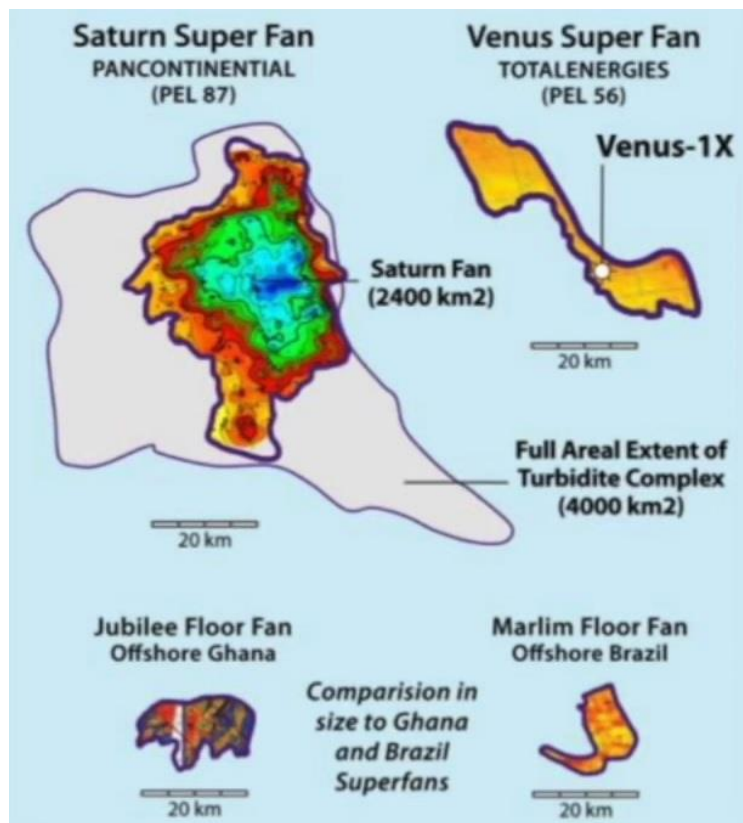 Saturn Super Fan
PANCONTINENTIAL
(PEL 87)
Venus Super Fan
TOTALENERGIES
(PEL 56)
Venus-1X
Saturn Fan
(2400 km2)
20 km
Full Areal Extent of
Turbidite Complex
(4000 km2)
20 km
Jubilee Floor Fan
Offshore Ghana
Marlim Floor Fan
Offshore Brazil
Comparision in
size to Ghana
and Brazil
Superfans
20 km
20 km